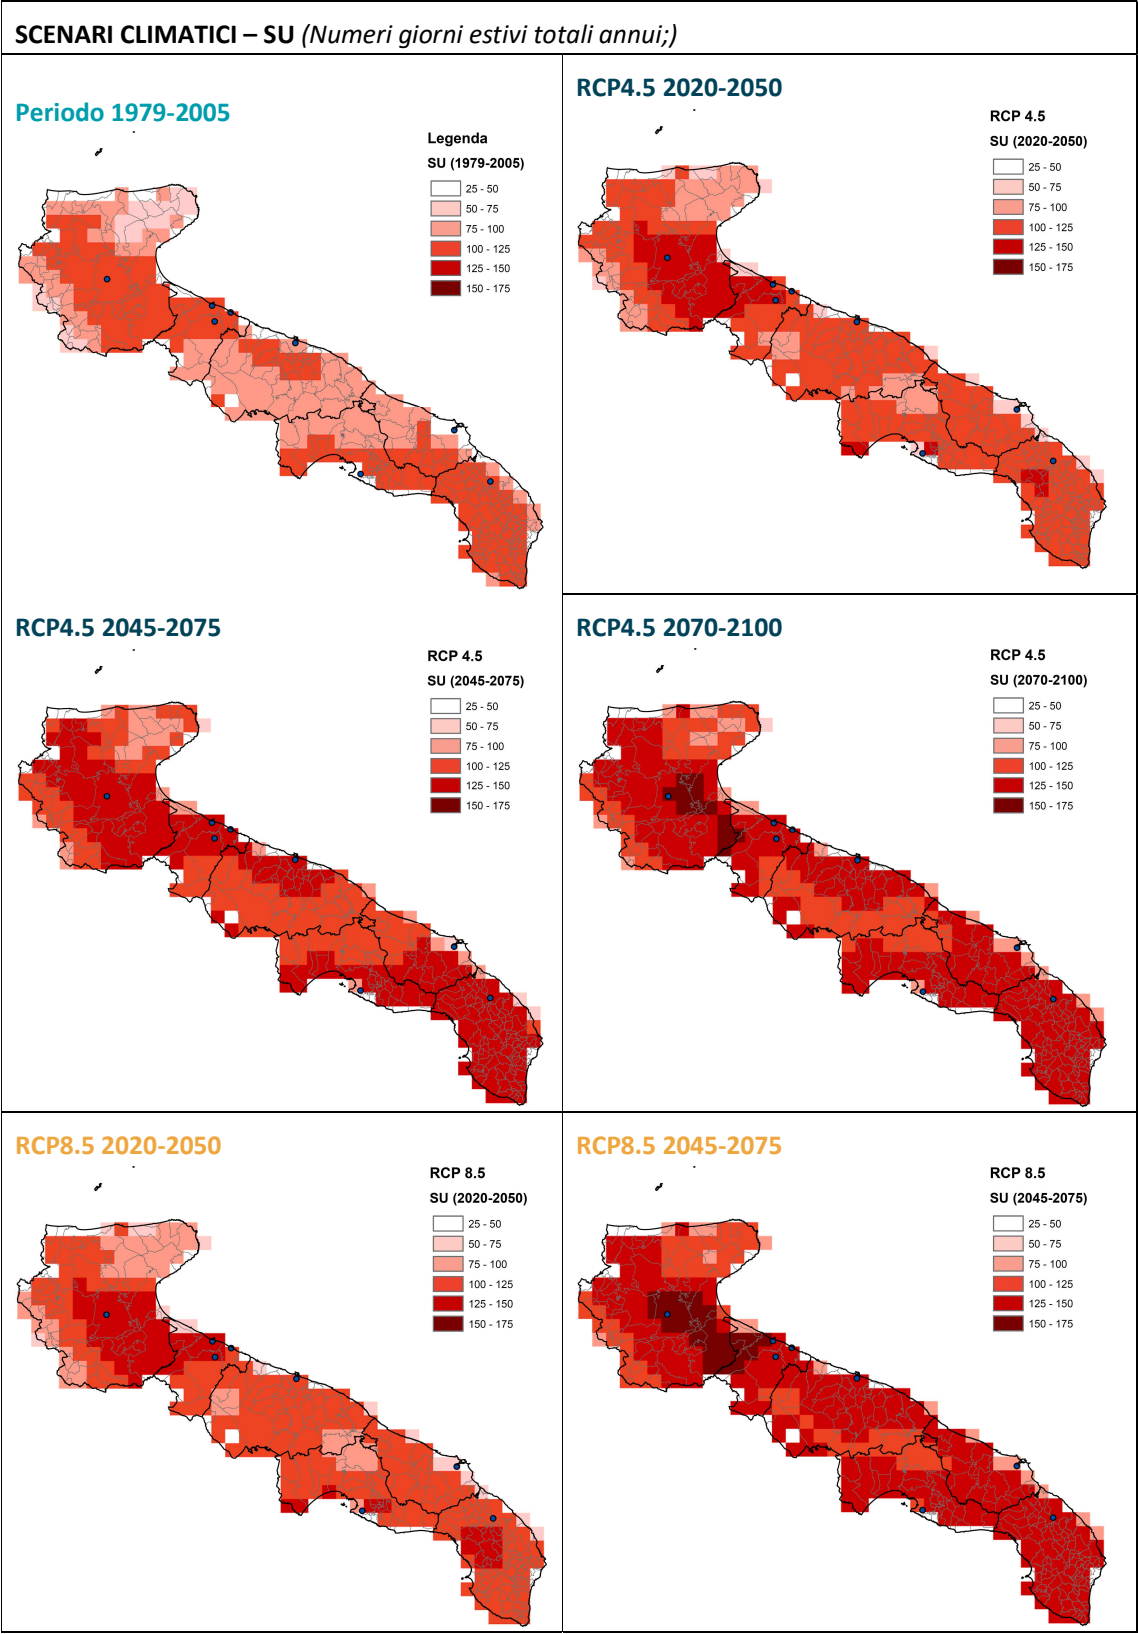 SCENARI CLIMATICI – SU (Numeri giorni estivi totali annui;)
Periodo 1979-2005
Legenda
SU (1979-2005)
25 - 50
50 - 75
75 - 100
100 - 125
125 - 150
150 - 175
RCP4.5 2020-2050
RCP 4.5
SU (2020-2050)
25 - 50
50 - 75
75 - 100
100 - 125
125 - 150
150 - 175
RCP4.5 2045-2075
RCP 4.5
SU (2045-2075)
25 - 50
50 - 75
75 - 100
100 - 125
125 - 150
150 - 175
RCP4.5 2070-2100
RCP 4.5
SU (2070-2100)
25 - 50
50 - 75
75 - 100
100 - 125
125 - 150
150 - 175
RCP8.5 2020-2050
RCP 8.5
SU (2020-2050)
25 - 50
50 - 75
75 - 100
100 - 125
125 - 150
150 - 175
RCP8.5 2045-2075
RCP 8.5
SU (2045-2075)
25 - 50
50 - 75
75 - 100
100 - 125
125 - 150
150 - 175